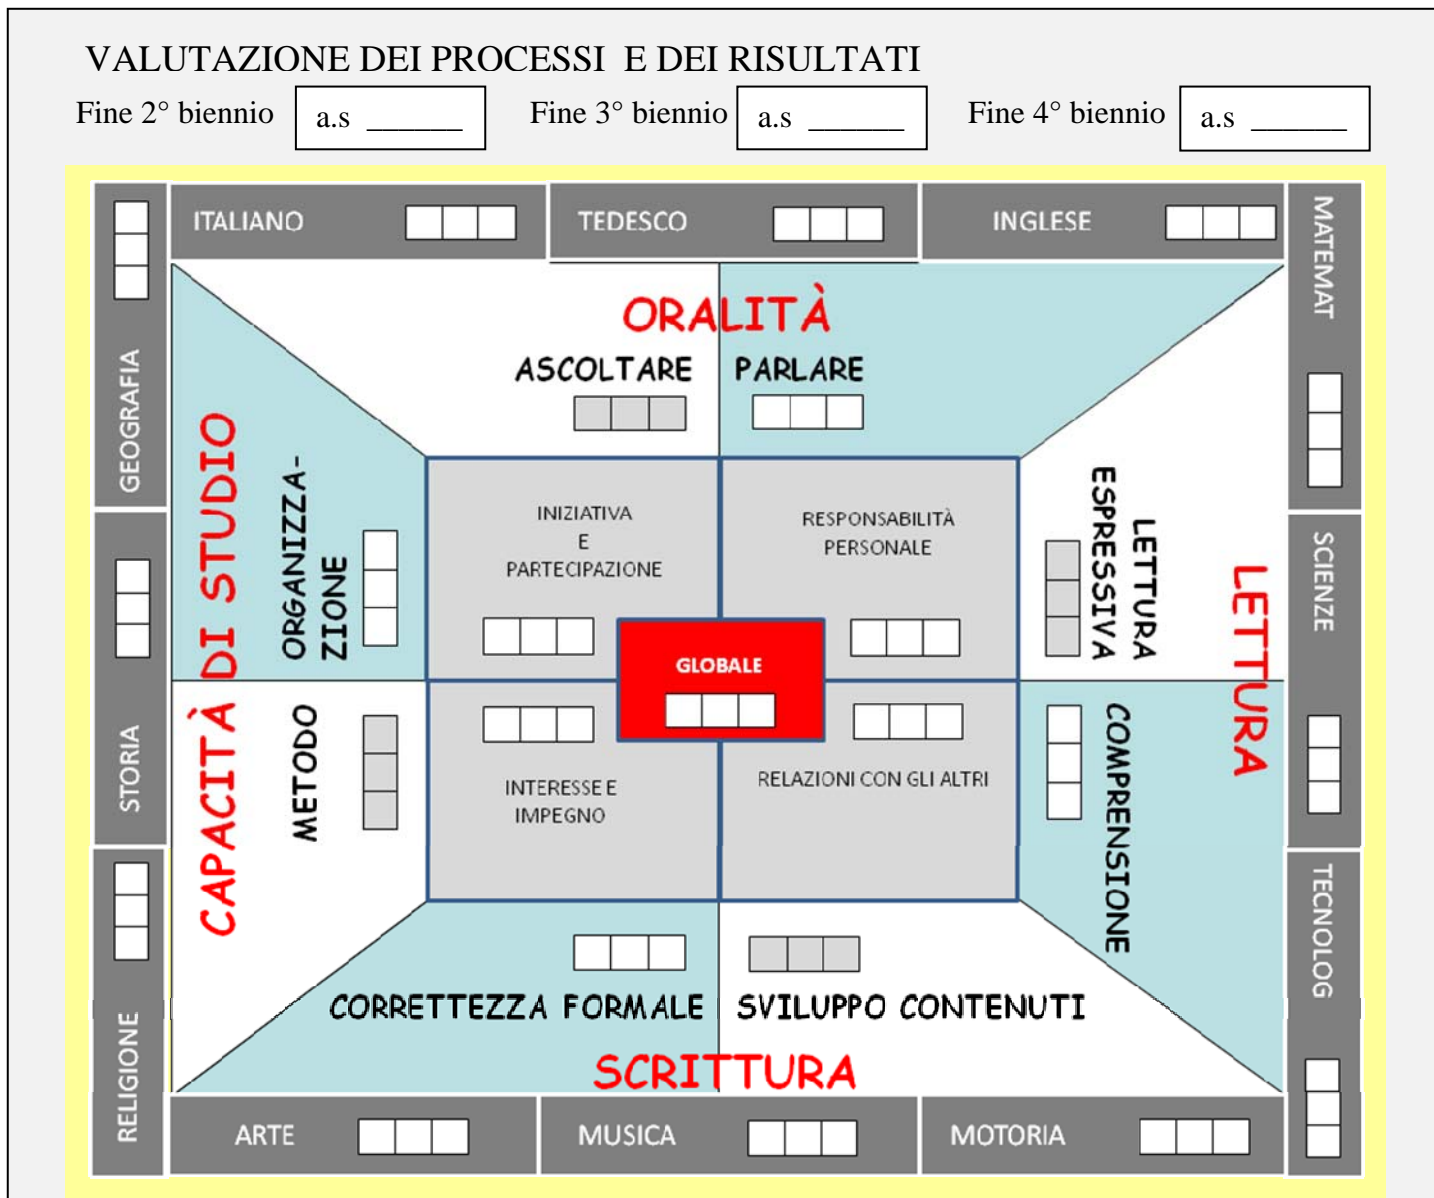 VALUTAZIONE DEI PROCESSI E DEI RISULTATI
Fine 2° biennio
a.s ______
Fine 3° biennio
a.s ______
Fine 4° biennio
a.s ______
ITALIANO
TEDESCO
INGLESE
MATEMAT
SCIENZE
TECNOLOG
GEOGRAFIA
STORIA
RELIGIONE
ORALITÀ
ASCOLTARE
PARLARE
CAPACITÀ DI STUDIO
ORGANIZZA-
ZIONE
METODO
INIZIATIVA
E
PARTECIPAZIONE
RESPONSABILITÀ
PERSONALE
GLOBALE
INTERESSE E
IMPEGNO
RELAZIONI CON GLI ALTRI
LETTURA
ESPRESSIVA
LETTURA
COMPRENSIONE
CORRETTEZZA FORMALE
SVILUPPO CONTENUTI
SCRITTURA
ARTE
MUSICA
MOTORIA